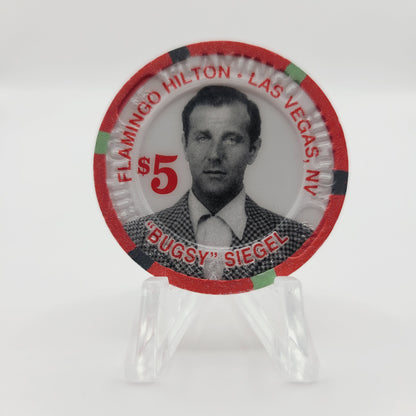 FLAMINGO HILTON • LAS VEGAS, NV
$5
"BUGSY" SIEGEL